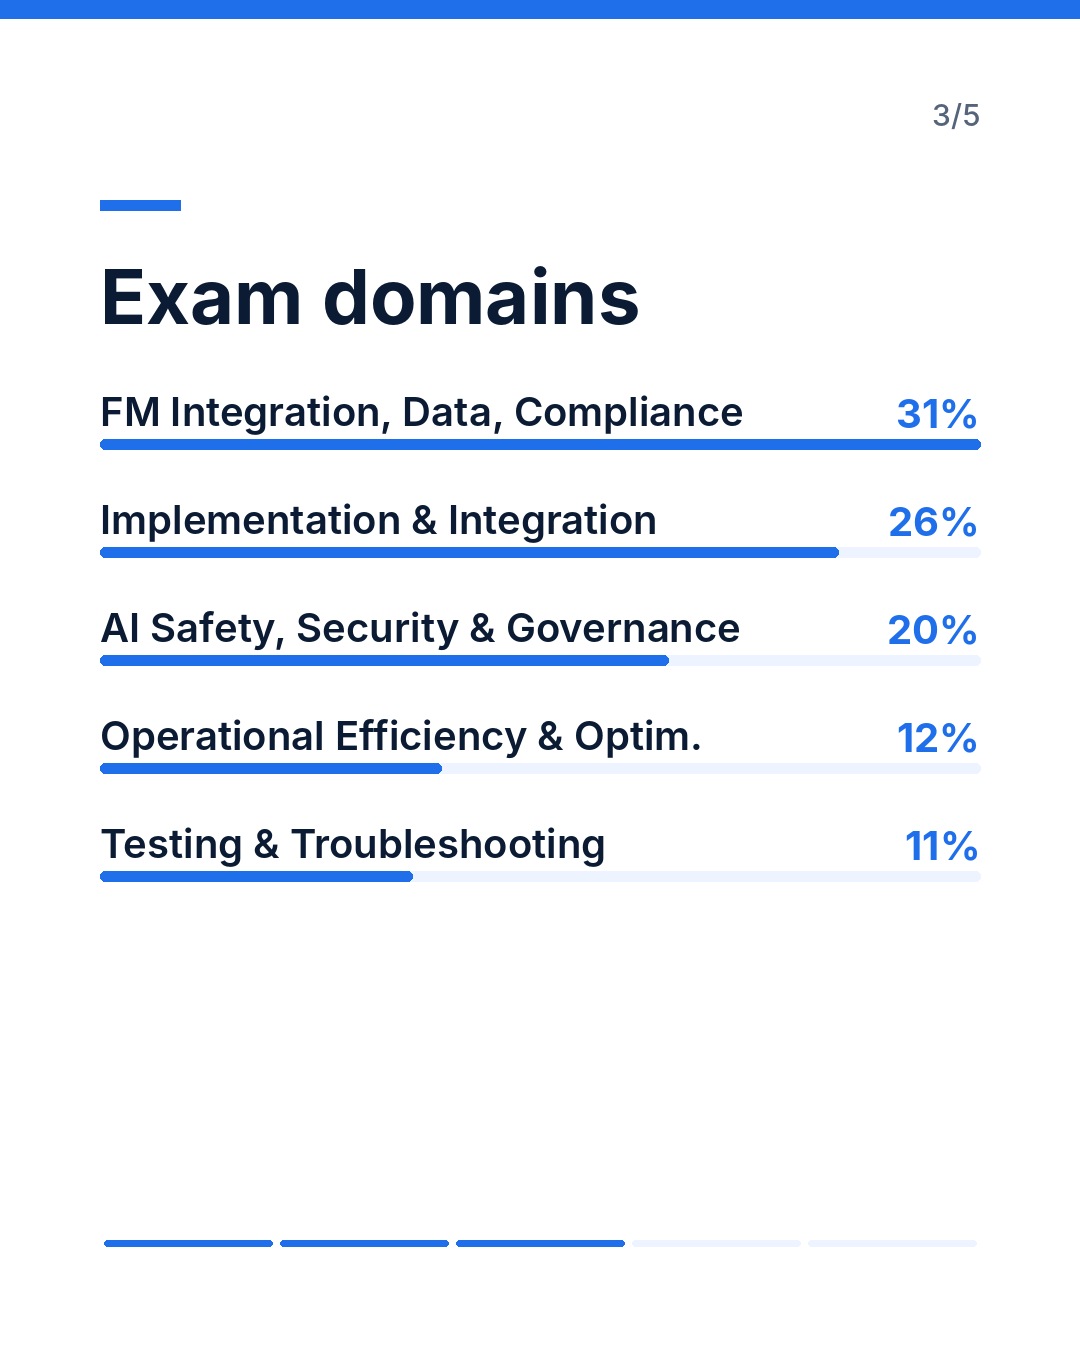 3/5
Exam domains
FM Integration, Data, Compliance 31%
Implementation & Integration 26%
AI Safety, Security & Governance 20%
Operational Efficiency & Optim. 12%
Testing & Troubleshooting 11%